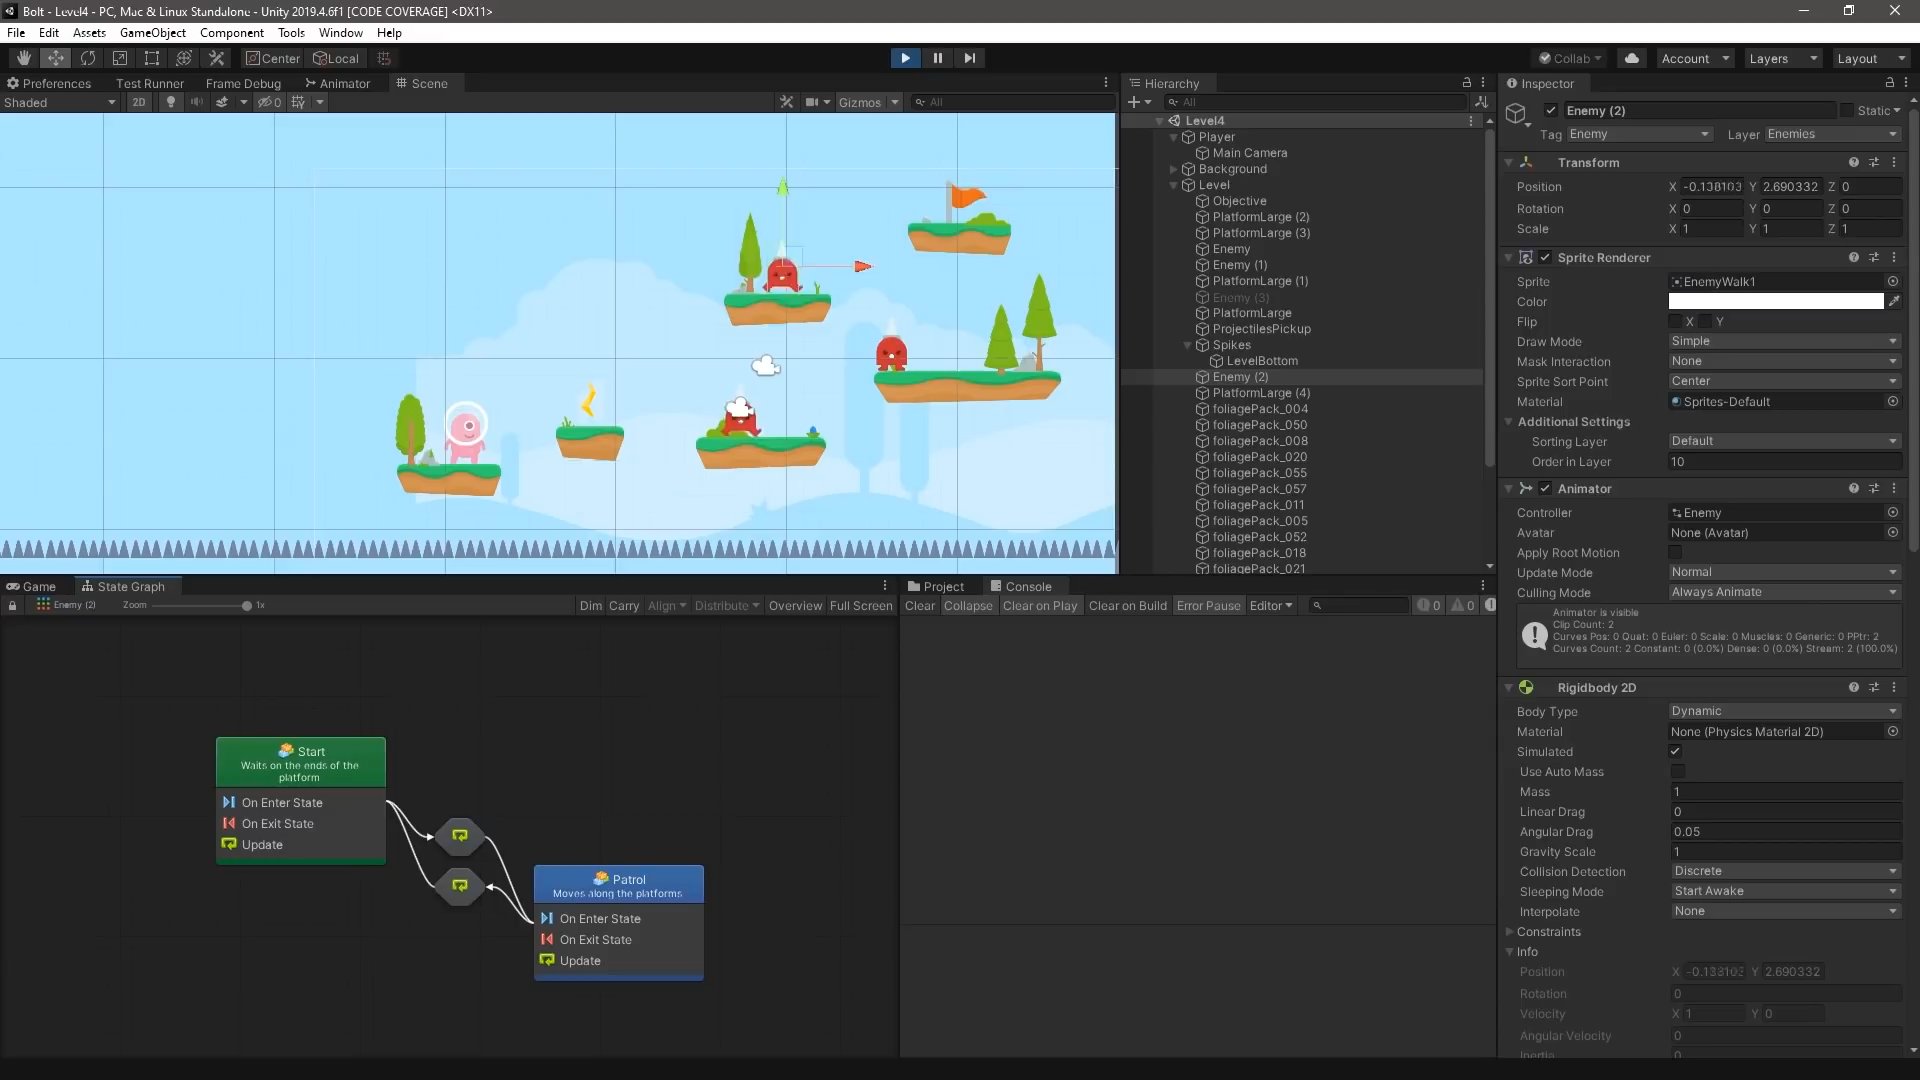 Bolt - Level4 - PC, Mac & Linux Standalone - Unity 2019.4.6f1 [CODE COVERAGE] <DX11>
File Edit Assets GameObject Component Tools Window Help
Center Local
Collab Account Layers Layout
Preferences Test Runner Frame Debug Animator Scene
Shaded 2D 0 Gizmos All
Hierarchy
All
Level4
Player
Main Camera
Background
Level
Objective
PlatformLarge (2)
PlatformLarge (3)
Enemy
Enemy (1)
PlatformLarge (1)
Enemy (3)
PlatformLarge
ProjectilesPickup
Spikes
LevelBottom
Enemy (2)
PlatformLarge (4)
foliagePack_004
foliagePack_050
foliagePack_008
foliagePack_020
foliagePack_055
foliagePack_057
foliagePack_011
foliagePack_005
foliagePack_052
foliagePack_018
foliagePack_021
Inspector
Enemy (2) Static
Tag Enemy Layer Enemies
Transform
Position X -0.138103 Y 2.690332 Z 0
Rotation X 0 Y 0 Z 0
Scale X 1 Y 1 Z 1
Sprite Renderer
Sprite EnemyWalk1
Color
Flip X Y
Draw Mode Simple
Mask Interaction None
Sprite Sort Point Center
Material Sprites-Default
Additional Settings
Sorting Layer Default
Order in Layer 10
Animator
Controller Enemy
Avatar None (Avatar)
Apply Root Motion
Update Mode Normal
Culling Mode Always Animate
Animator is visible
Clip Count: 2
Curves Pos: 0 Quat: 0 Euler: 0 Scale: 0 Muscles: 0 Generic: 0 PPtr: 2
Curves Count: 2 Constant: 0 (0.0%) Dense: 0 (0.0%) Stream: 2 (100.0%)
Rigidbody 2D
Body Type Dynamic
Material None (Physics Material 2D)
Simulated
Use Auto Mass
Mass 1
Linear Drag 0
Angular Drag 0.05
Gravity Scale 1
Collision Detection Discrete
Sleeping Mode Start Awake
Interpolate None
Constraints
Info
Position X -0.138103 Y 2.690332
Rotation 0
Velocity X 1 Y 0
Angular Velocity 0
Inertia 0
Game State Graph
Enemy (2) Zoom 1x Dim Carry Align Distribute Overview Full Screen
Start
Waits on the ends of the
platform
On Enter State
On Exit State
Update
Patrol
Moves along the platforms
On Enter State
On Exit State
Update
Project Console
Clear Collapse Clear on Play Clear on Build Error Pause Editor 0 0